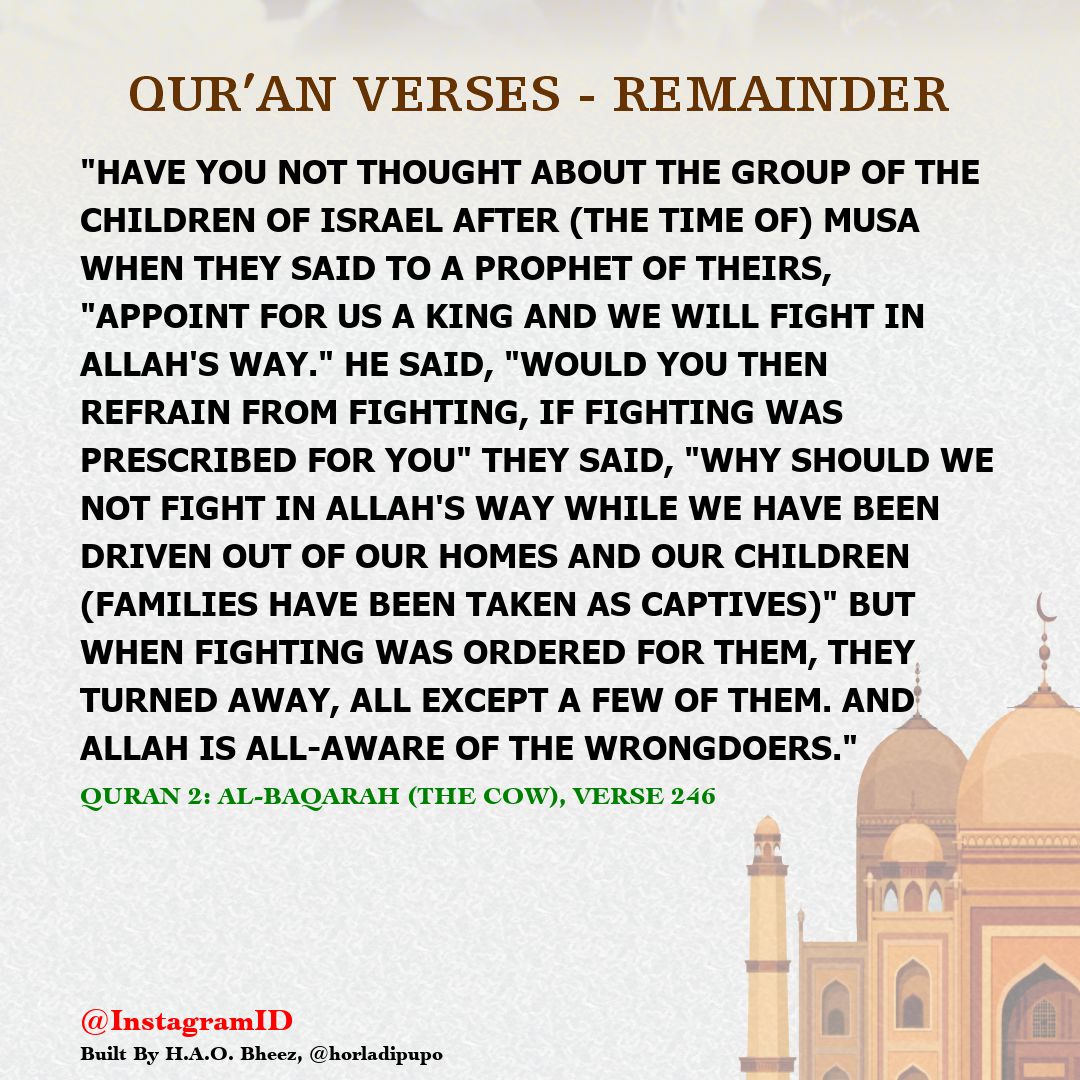 QUR'AN VERSES - REMAINDER
"HAVE YOU NOT THOUGHT ABOUT THE GROUP OF THE
CHILDREN OF ISRAEL AFTER (THE TIME OF) MUSA
WHEN THEY SAID TO A PROPHET OF THEIRS,
"APPOINT FOR US A KING AND WE WILL FIGHT IN
ALLAH'S WAY." HE SAID, "WOULD YOU THEN
REFRAIN FROM FIGHTING, IF FIGHTING WAS
PRESCRIBED FOR YOU" THEY SAID, "WHY SHOULD WE
NOT FIGHT IN ALLAH'S WAY WHILE WE HAVE BEEN
DRIVEN OUT OF OUR HOMES AND OUR CHILDREN
(FAMILIES HAVE BEEN TAKEN AS CAPTIVES)" BUT
WHEN FIGHTING WAS ORDERED FOR THEM, THEY
TURNED AWAY, ALL EXCEPT A FEW OF THEM. AND
ALLAH IS ALL-AWARE OF THE WRONGDOERS."
QURAN 2: AL-BAQARAH (THE COW), VERSE 246
@InstagramID
Built By H.A.O. Bheez, @horladipupo